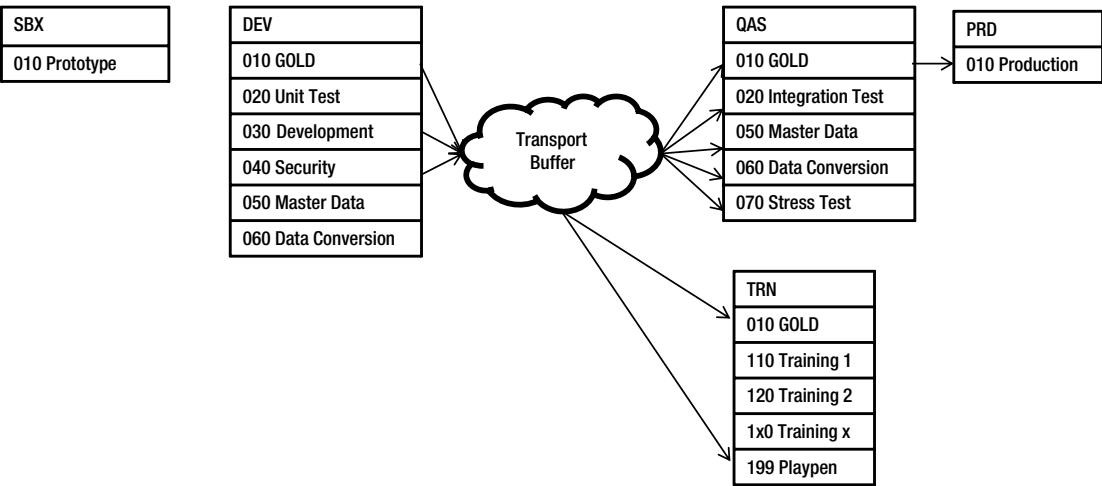 SBX
010 Prototype
DEV
010 GOLD
020 Unit Test
030 Development
040 Security
050 Master Data
060 Data Conversion
Transport
Buffer
QAS
010 GOLD
020 Integration Test
050 Master Data
060 Data Conversion
070 Stress Test
PRD
010 Production
TRN
010 GOLD
110 Training 1
120 Training 2
1x0 Training x
199 Playpen